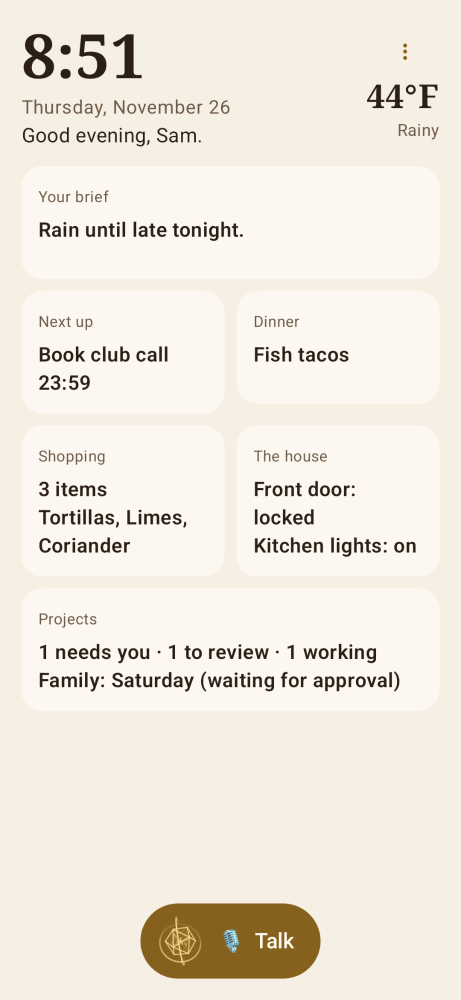 8:51
Thursday, November 26
Good evening, Sam.
44°F
Rainy
Your brief
Rain until late tonight.
Next up
Book club call
23:59
Dinner
Fish tacos
Shopping
3 items
Tortillas, Limes,
Coriander
The house
Front door:
locked
Kitchen lights: on
Projects
1 needs you · 1 to review · 1 working
Family: Saturday (waiting for approval)
Talk